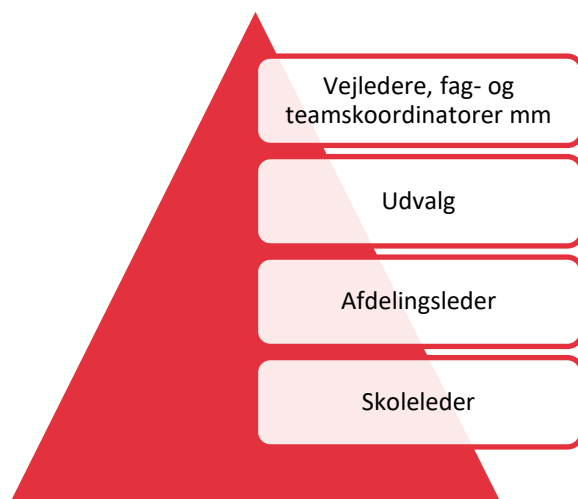 Vejledere, fag- og
teamskoordinatorer mm
Udvalg
Afdelingsleder
Skoleleder